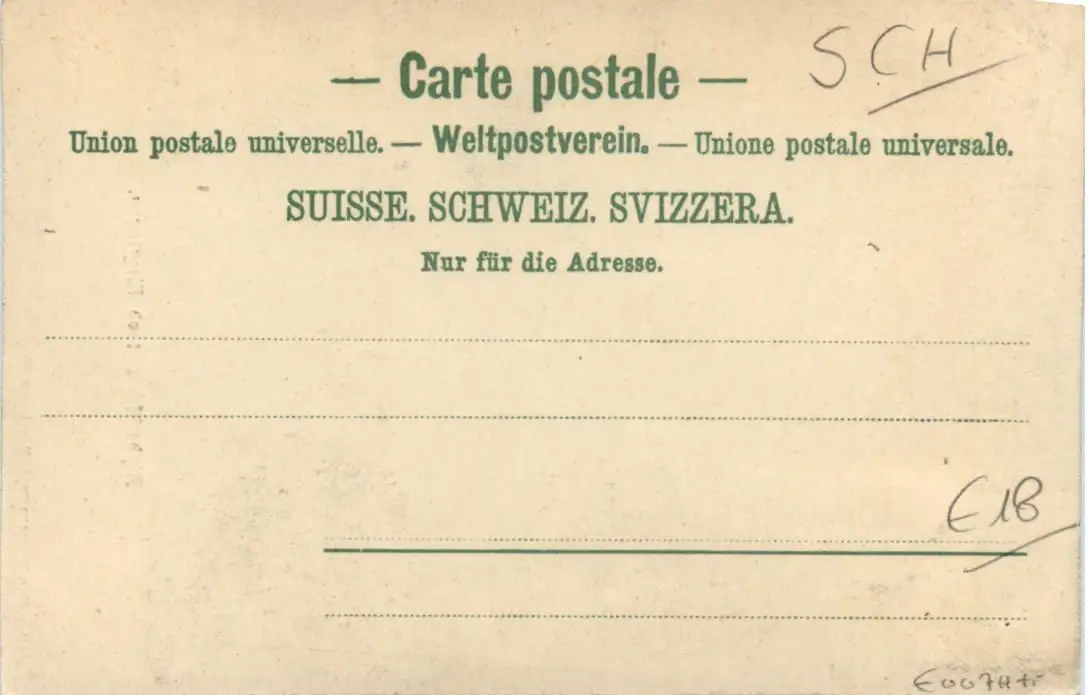 SCH
— Carte postale —
Union postale universelle. — Weltpostverein. — Unione postale universale.
SUISSE. SCHWEIZ. SVIZZERA.
Nur für die Adresse.
€18